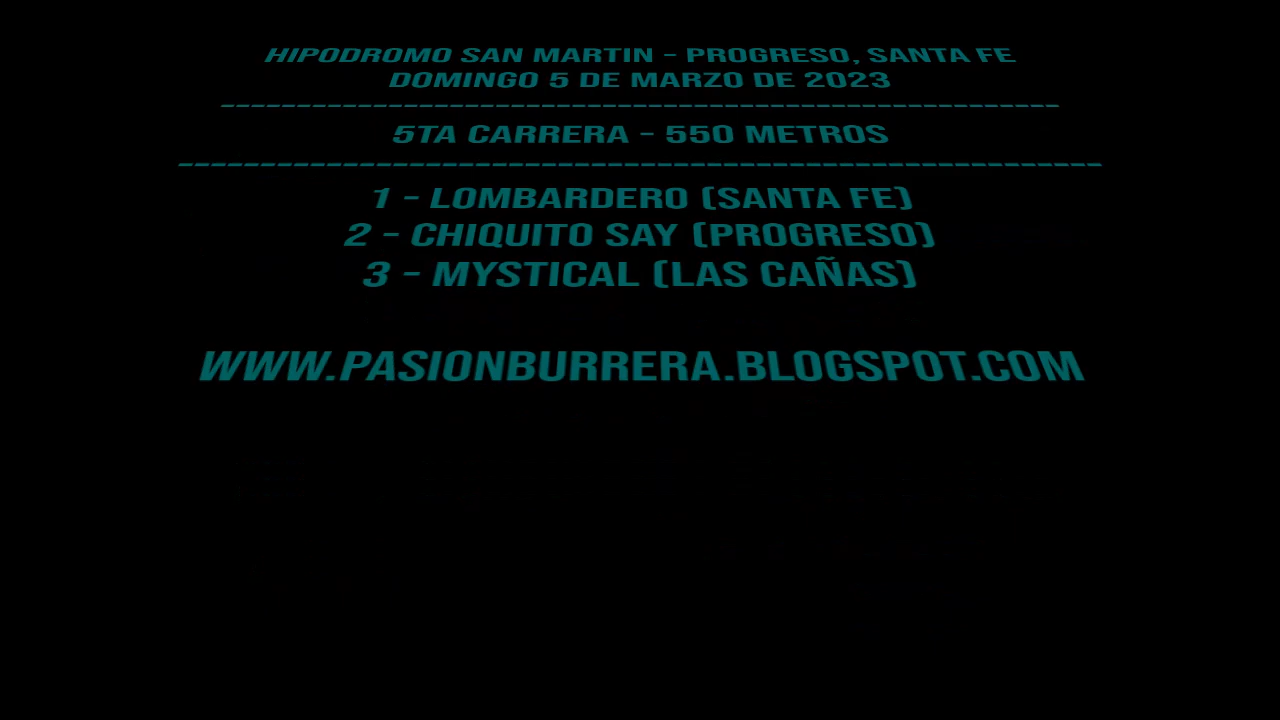 HIPODROMO SAN MARTIN - PROGRESO, SANTA FE
DOMINGO 5 DE MARZO DE 2023
------------------------------------------------------------
5TA CARRERA - 550 METROS
------------------------------------------------------------
1 - LOMBARDERO (SANTA FE)
2 - CHIQUITO SAY (PROGRESO)
3 - MYSTICAL (LAS CAÑAS)
WWW.PASIONBURRERA.BLOGSPOT.COM